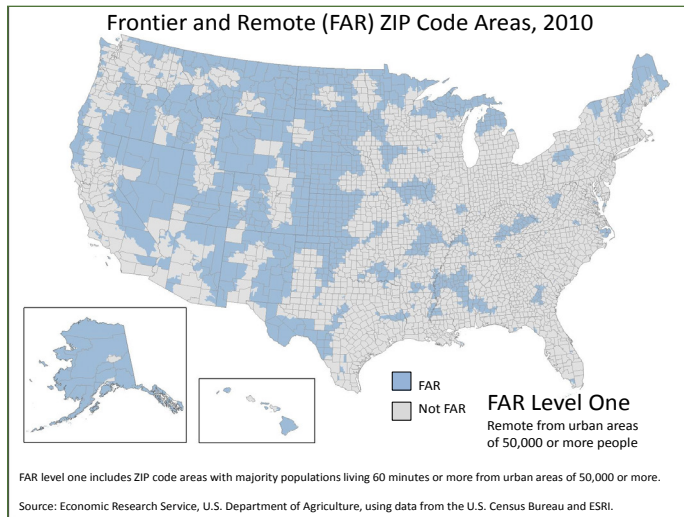 Frontier and Remote (FAR) ZIP Code Areas, 2010
FAR
Not FAR
FAR Level One
Remote from urban areas
of 50,000 or more people
FAR level one includes ZIP code areas with majority populations living 60 minutes or more from urban areas of 50,000 or more.
Source: Economic Research Service, U.S. Department of Agriculture, using data from the U.S. Census Bureau and ESRI.